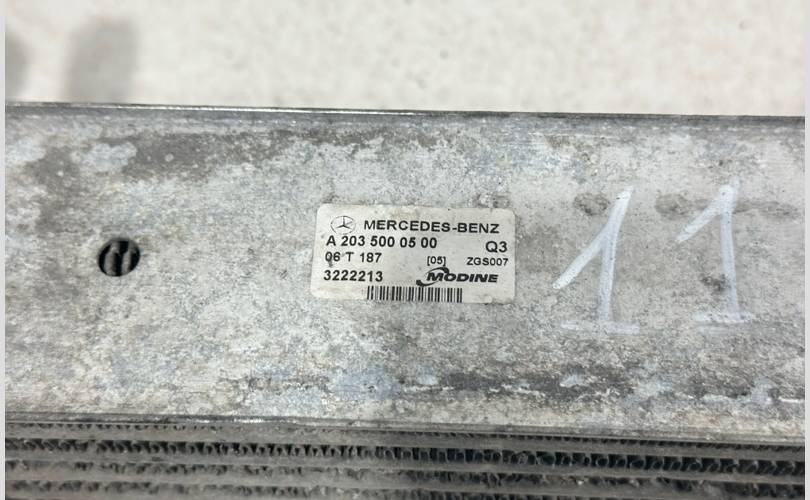 MERCEDES-BENZ
A 203 500 05 00 Q3
06 T 187 [05] ZGS007
3222213 MODINE
11